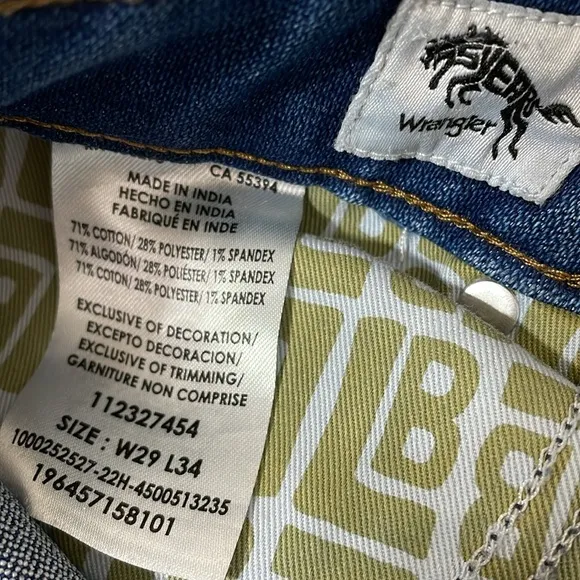 75 YEARS
Wrangler
CA 55394
MADE IN INDIA
HECHO EN INDIA
FABRIQUÉ EN INDE
71% COTTON/ 28% POLYESTER/ 1% SPANDEX
71% ALGODÓN/ 28% POLIÉSTER/ 1% SPANDEX
71% COTON/ 28% POLYESTER/ 1% SPANDEX
EXCLUSIVE OF DECORATION/
EXCEPTO DECORACIÓN/
EXCLUSIVE OF TRIMMING/
GARNITURE NON COMPRISE
112327454
SIZE : W29 L34
1000252527-22H-4500513235
196457158101